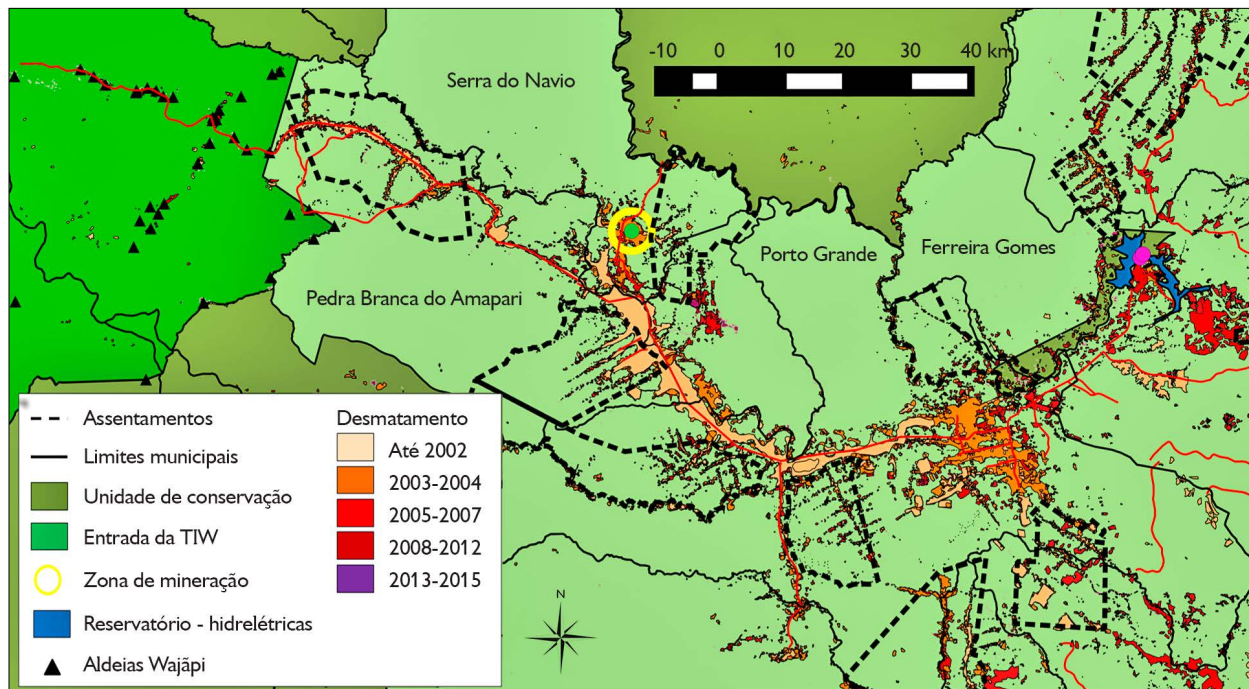 -10 0 10 20 30 40 km
Serra do Navio
Porto Grande
Ferreira Gomes
Pedra Branca do Amapari
Assentamentos
Limites municipais
Unidade de conservação
Entrada da TIW
Zona de mineração
Reservatório - hidrelétricas
Aldeias Wajãpi
Desmatamento
Até 2002
2003-2004
2005-2007
2008-2012
2013-2015
N